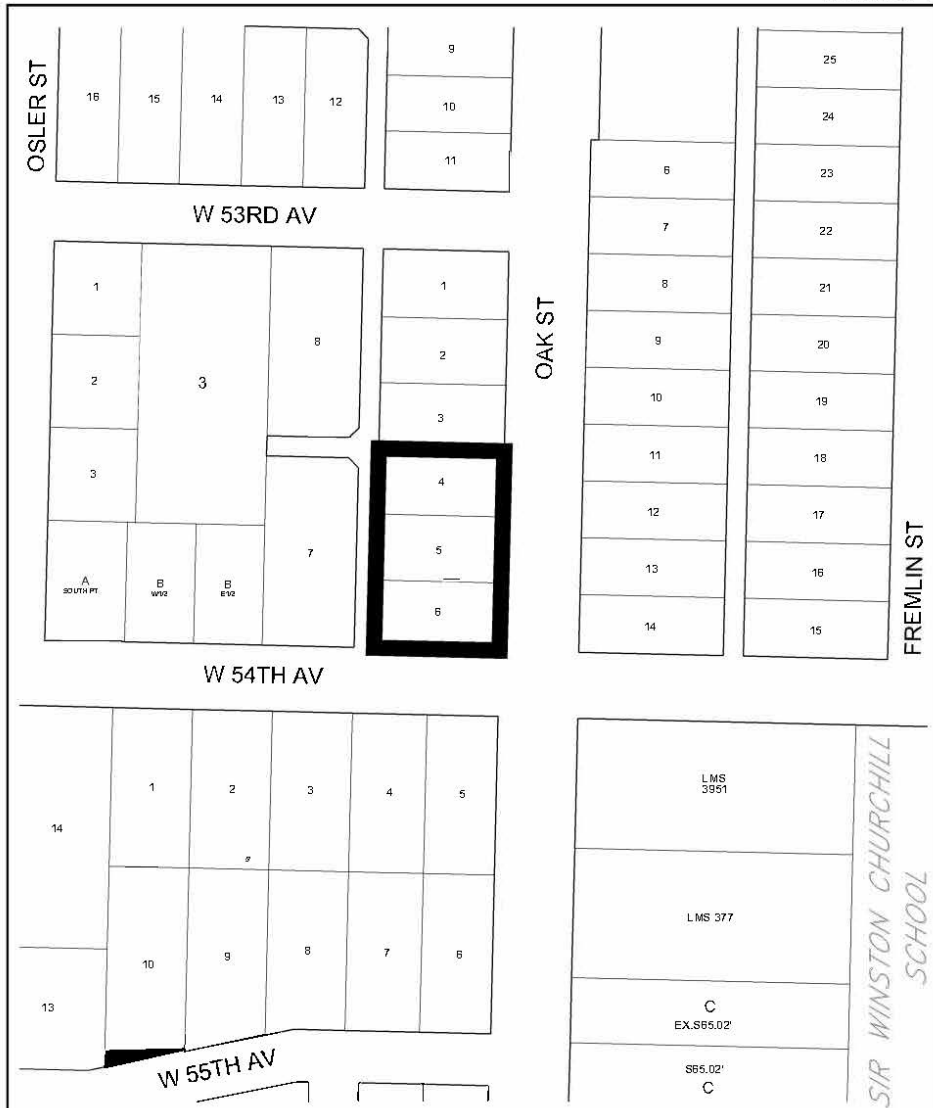 OSLER ST
16
15
14
13
12
9
10
11
25
24
23
22
21
20
19
18
17
16
15
6
7
8
9
10
11
12
13
14
W 53RD AV
1
2
3
3
8
7
A
SOUTH PT
B
W1/2
B
E1/2
1
2
3
4
5
6
OAK ST
FREMLIN ST
W 54TH AV
14
13
1
2
3
4
5
10
9
8
7
6
W 55TH AV
LMS
3951
LMS 377
C
EX.S65.02'
S65.02'
C
SIR WINSTON CHURCHILL
SCHOOL